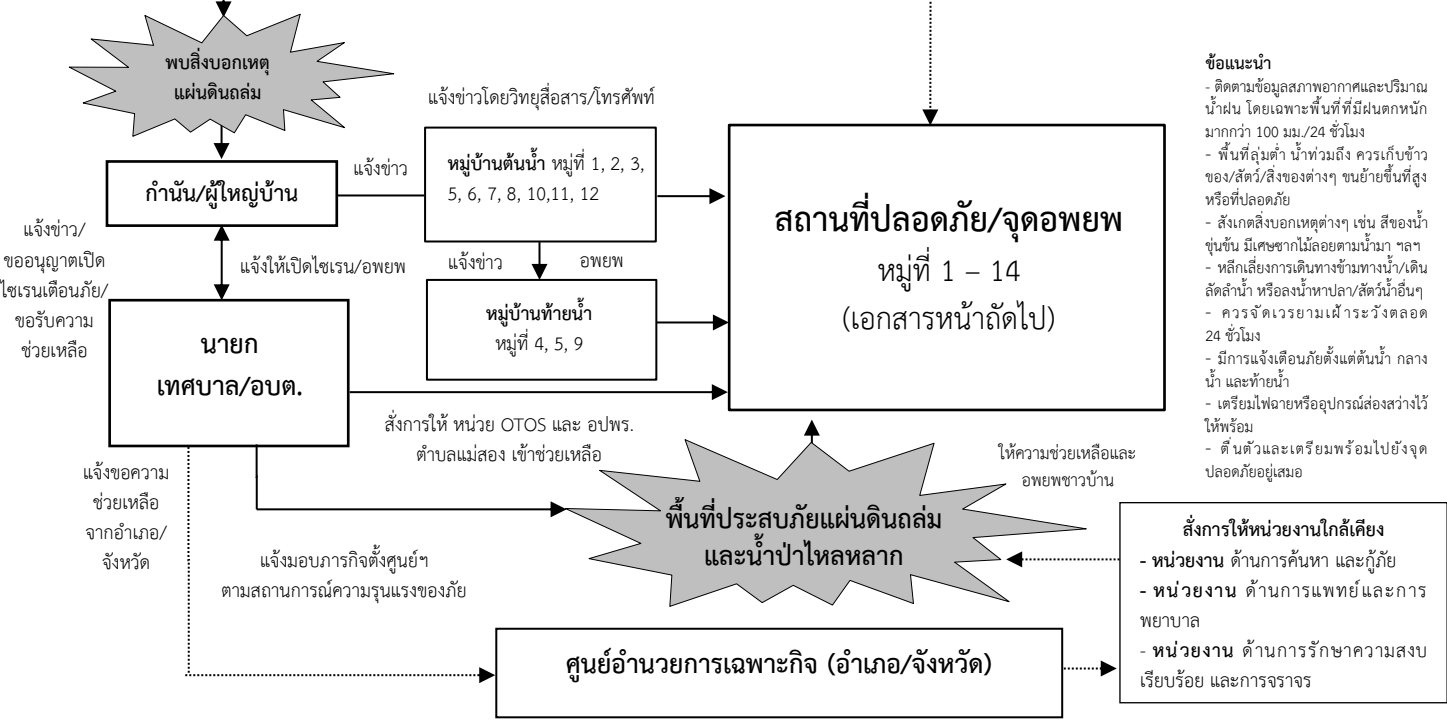 พบสิ่งบอกเหตุ
แผ่นดินถล่ม
กำนัน/ผู้ใหญ่บ้าน
แจ้งข่าว
แจ้งข่าวโดยวิทยุสื่อสาร/โทรศัพท์
หมู่บ้านต้นน้ำ หมู่ที่ 1, 2, 3,
5, 6, 7, 8, 10,11, 12
แจ้งข่าว
อพยพ
หมู่บ้านท้ายน้ำ
หมู่ที่ 4, 5, 9
สถานที่ปลอดภัย/จุดอพยพ
หมู่ที่ 1 – 14
(เอกสารหน้าถัดไป)
แจ้งข่าว/
ขออนุญาตเปิด
ไซเรนเตือนภัย/
ขอรับความ
ช่วยเหลือ
แจ้งให้เปิดไซเรน/อพยพ
นายก
เทศบาล/อบต.
สั่งการให้ หน่วย OTOS และ อปพร.
ตำบลแม่สอง เข้าช่วยเหลือ
แจ้งขอความ
ช่วยเหลือ
จากอำเภอ/
จังหวัด
แจ้งมอบภารกิจตั้งศูนย์ฯ
ตามสถานการณ์ความรุนแรงของภัย
พื้นที่ประสบภัยแผ่นดินถล่ม
และน้ำป่าไหลหลาก
ให้ความช่วยเหลือและ
อพยพชาวบ้าน
ศูนย์อำนวยการเฉพาะกิจ (อำเภอ/จังหวัด)
ข้อแนะนำ
- ติดตามข้อมูลสภาพอากาศและปริมาณ
น้ำฝน โดยเฉพาะพื้นที่ที่มีฝนตกหนัก
มากกว่า 100 มม./24 ชั่วโมง
- พื้นที่ลุ่มต่ำ น้ำท่วมถึง ควรเก็บข้าว
ของ/สัตว์/สิ่งของต่างๆ ขนย้ายขึ้นที่สูง
หรือที่ปลอดภัย
- สังเกตสิ่งบอกเหตุต่างๆ เช่น สีของน้ำ
ขุ่นข้น มีเศษซากไม้ลอยตามน้ำมา ฯลฯ
- หลีกเลี่ยงการเดินทางข้ามทางน้ำ/เดิน
ลัดลำน้ำ หรือลงน้ำหาปลา/สัตว์น้ำอื่นๆ
- ควรจัดเวรยามเฝ้าระวังตลอด
24 ชั่วโมง
- มีการแจ้งเตือนภัยตั้งแต่ต้นน้ำ กลาง
น้ำ และท้ายน้ำ
- เตรียมไฟฉายหรืออุปกรณ์ส่องสว่างไว้
ให้พร้อม
- ตื่นตัวและเตรียมพร้อมไปยังจุด
ปลอดภัยอยู่เสมอ
สั่งการให้หน่วยงานใกล้เคียง
- หน่วยงาน ด้านการค้นหา และกู้ภัย
- หน่วยงาน ด้านการแพทย์และการ
พยาบาล
- หน่วยงาน ด้านการรักษาความสงบ
เรียบร้อย และการจราจร